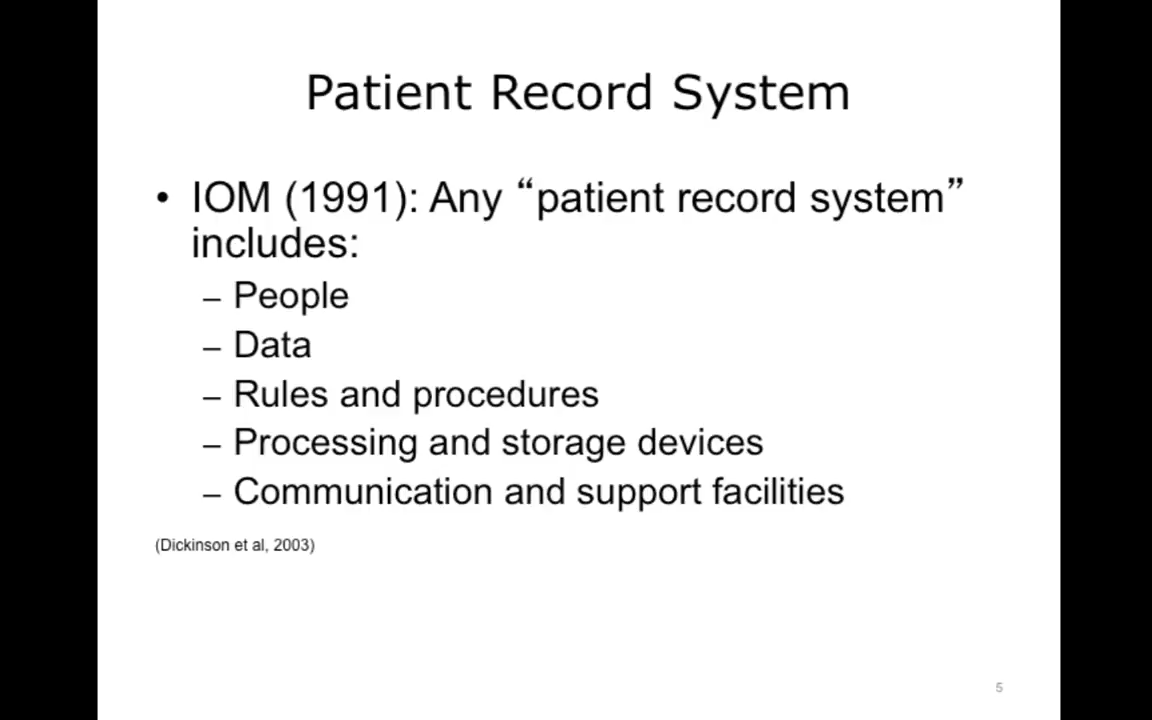 Patient Record System
• IOM (1991): Any “patient record system”
includes:
– People
– Data
– Rules and procedures
– Processing and storage devices
– Communication and support facilities
(Dickinson et al, 2003)
5